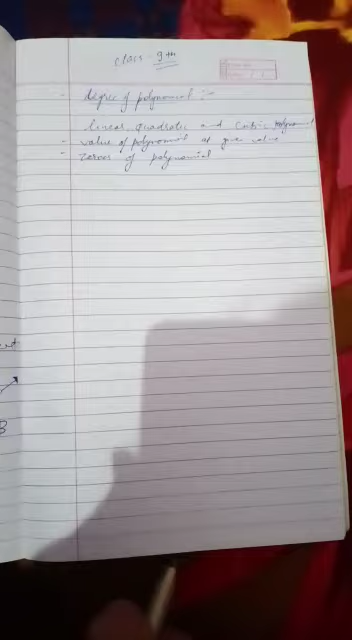 class - 9th
- degree of polynomial :-
linear, quadratic and cubic polynomial
- value of polynomial at given value
- zeroes of polynomial